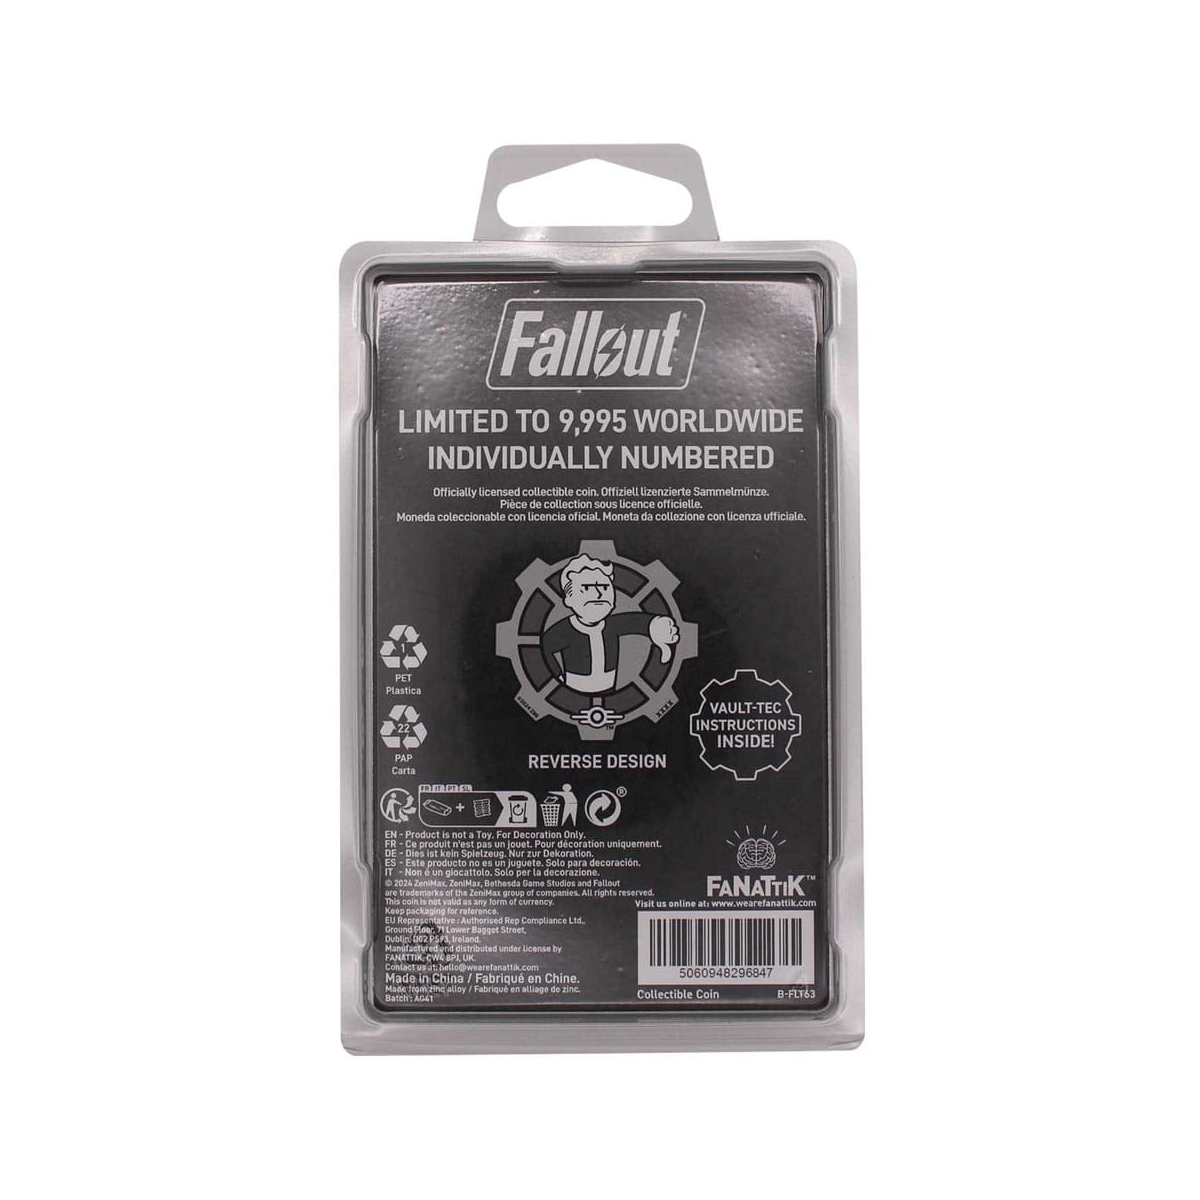 Fallout
LIMITED TO 9,995 WORLDWIDE
INDIVIDUALLY NUMBERED
Officially licensed collectible coin. Offiziell lizenzierte Sammelmünze.
Pièce de collection sous licence officielle.
Moneda coleccionable con licencia oficial. Moneta da collezione con licenza ufficiale.
©2024 ZMI
XXXX
TM
REVERSE DESIGN
1
PET
Plastica
22
PAP
Carta
VAULT-TEC
INSTRUCTIONS
INSIDE!
FR IT PT SL
+
®
EN - Product is not a Toy. For Decoration Only.
FR - Ce produit n'est pas un jouet. Pour décoration uniquement.
DE - Dies ist kein Spielzeug. Nur zur Dekoration.
ES - Este producto no es un juguete. Solo para decoración.
IT - Non é un giocattolo. Solo per la decorazione.
© 2024 ZeniMax. ZeniMax, Bethesda Game Studios and Fallout
are trademarks of the ZeniMax group of companies. All rights reserved.
This coin is not valid as any form of currency.
Keep packaging for reference.
EU Representative : Authorised Rep Compliance Ltd.,
Ground Floor, 71 Lower Baggot Street,
Dublin, D02 P593, Ireland.
Manufactured and distributed under license by
FANATTIK, CW4 8PJ, UK.
Contact us at: hello@wearefanattik.com
Made in China / Fabriqué en Chine.
Made from zinc alloy / Fabriqué en alliage de zinc.
Batch : AG41
FANATTIK™
Visit us online at: www.wearefanattik.com
5060948296847
Collectible Coin B-FLT63